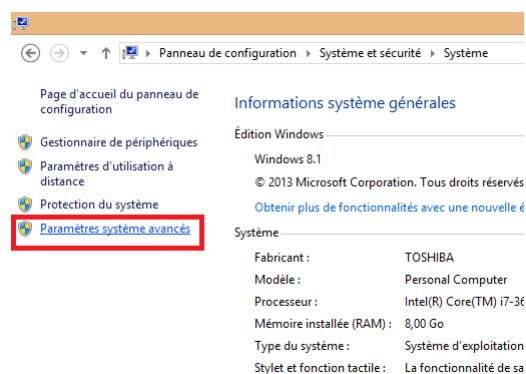 Panneau de configuration Système et sécurité Système
Page d'accueil du panneau de
configuration
Gestionnaire de périphériques
Paramètres d'utilisation à
distance
Protection du système
Paramètres système avancés
Informations système générales
Édition Windows
Windows 8.1
© 2013 Microsoft Corporation. Tous droits réservés
Obtenir plus de fonctionnalités avec une nouvelle é
Système
Fabricant : TOSHIBA
Modèle : Personal Computer
Processeur : Intel(R) Core(TM) i7-36
Mémoire installée (RAM) : 8,00 Go
Type du système : Système d'exploitation
Stylet et fonction tactile : La fonctionnalité de sa